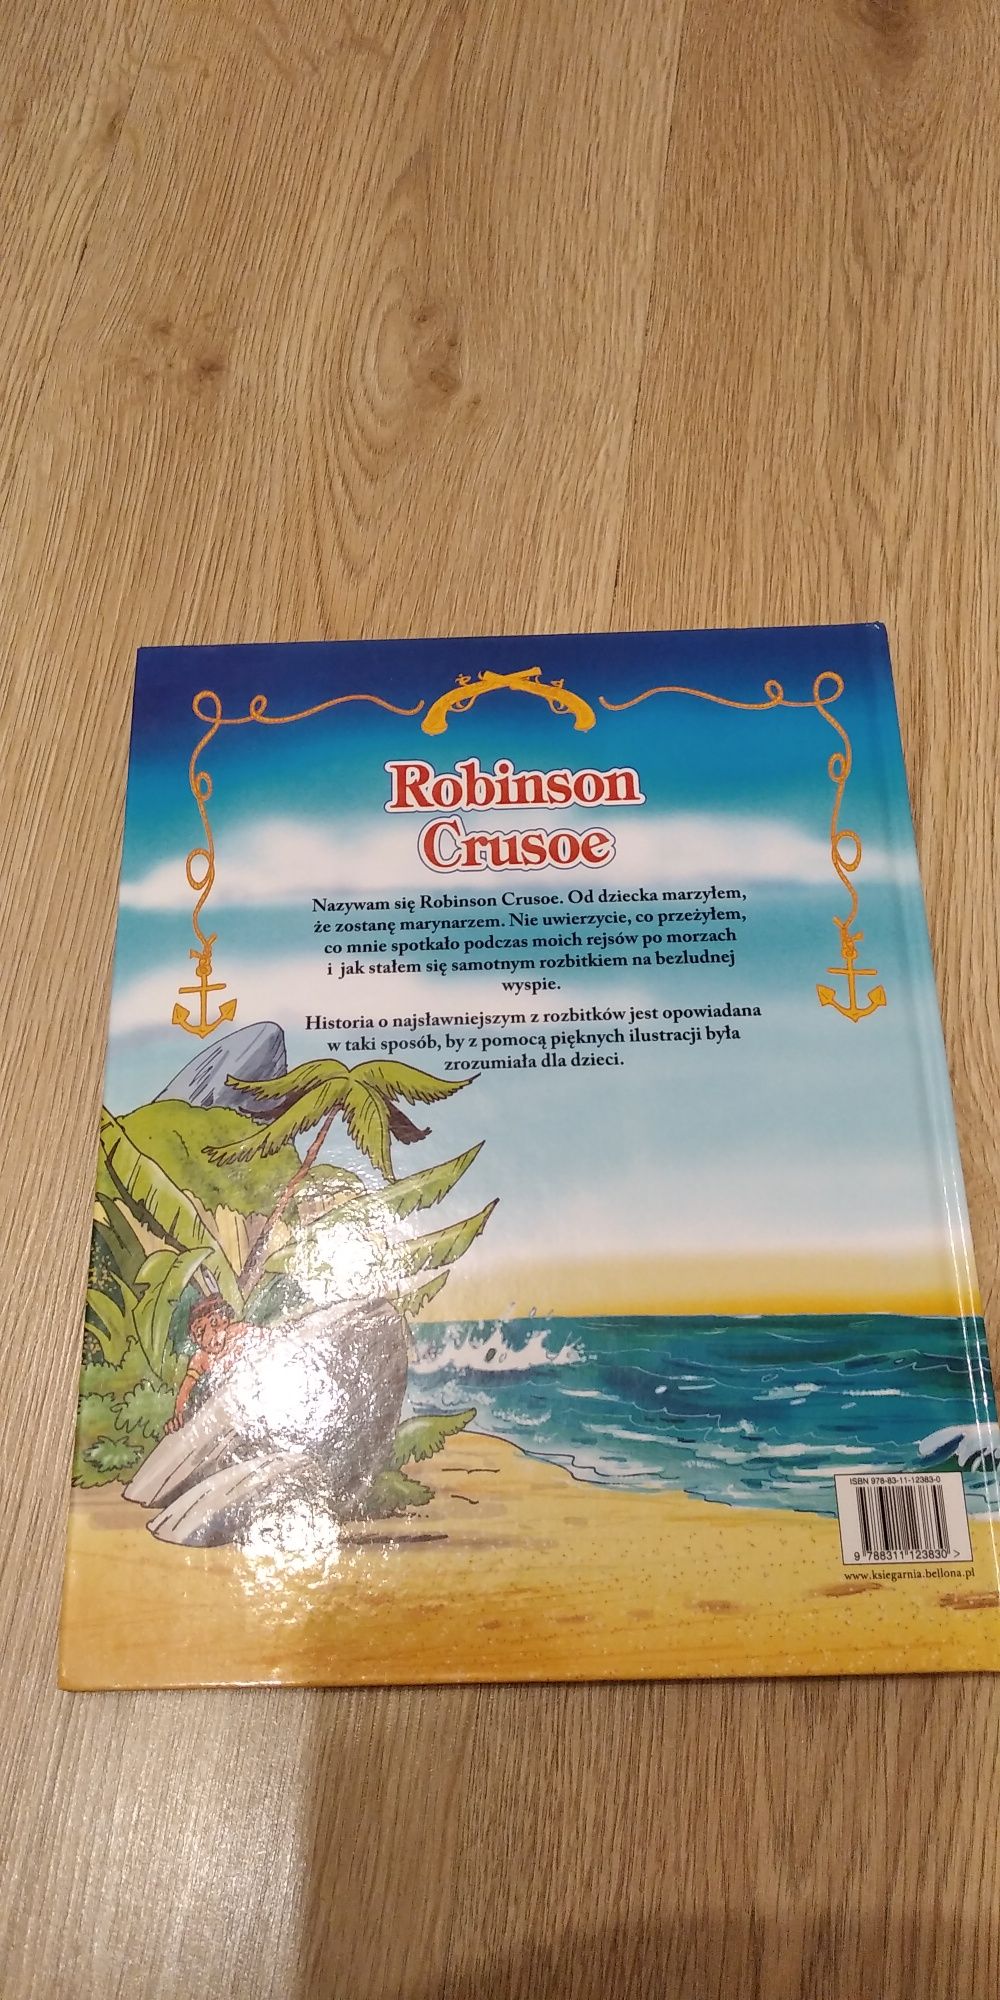 Robinson
Crusoe
Nazywam się Robinson Crusoe. Od dziecka marzyłem,
że zostanę marynarzem. Nie uwierzycie, co przeżyłem,
co mnie spotkało podczas moich rejsów po morzach
i jak stałem się samotnym rozbitkiem na bezludnej
wyspie.
Historia o najsławniejszym z rozbitków jest opowiadana
w taki sposób, by z pomocą pięknych ilustracji była
zrozumiała dla dzieci.
ISBN 978-83-11-12383-0
9 788311 123830 >
www.ksiegarnia.bellona.pl